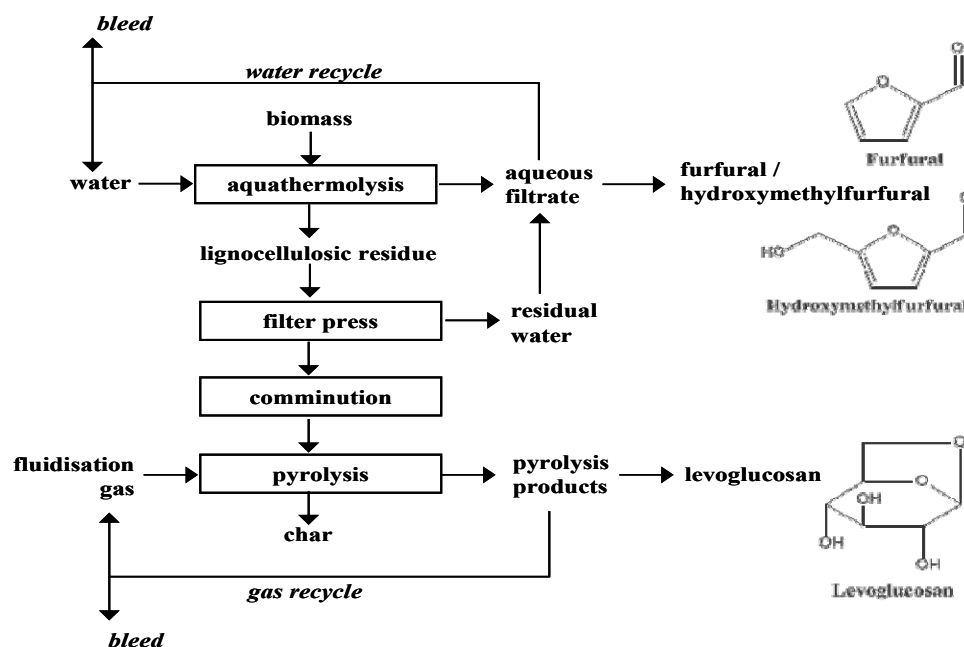 bleed
water recycle
biomass
water
aquathermolysis
aqueous
filtrate
furfural /
hydroxymethylfurfural
O
O
Furfural
lignocellulosic residue
HO
O
Hydroxymethylfurfural
filter press
residual
water
comminution
fluidisation
gas
pyrolysis
pyrolysis
products
levoglucosan
char
gas recycle
bleed
O
O
OH
OH
OH
Levoglucosan